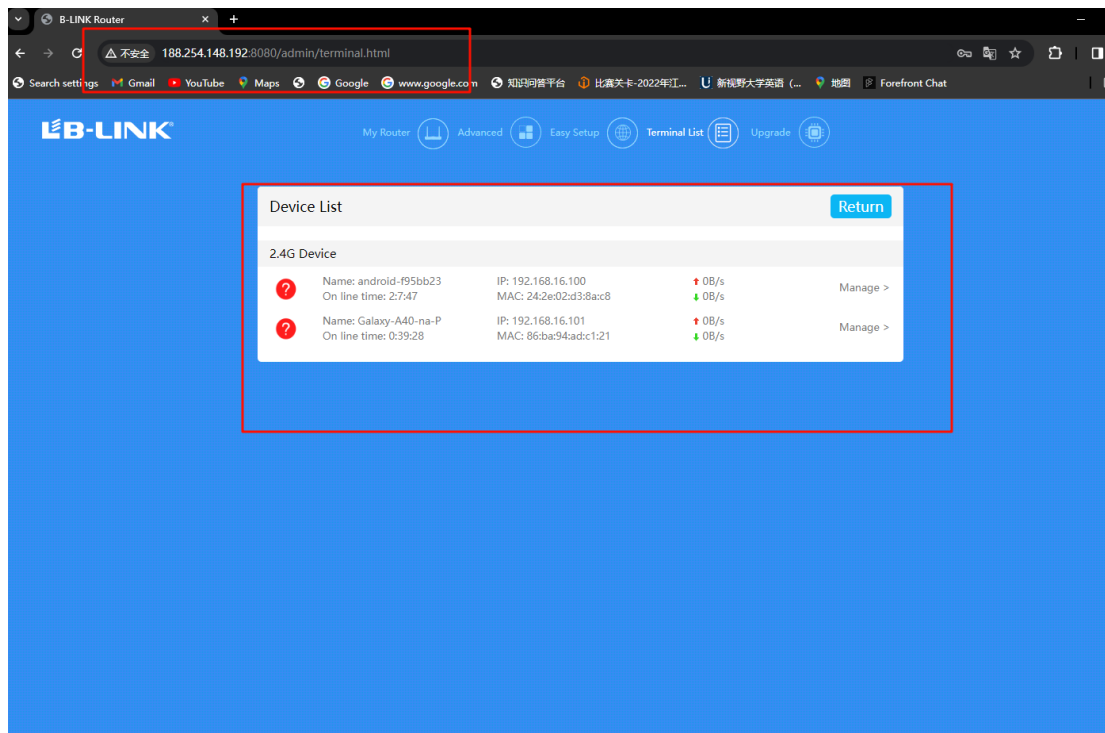 B-LINK Router
不安全 188.254.148.192:8080/admin/terminal.html
Search settings Gmail YouTube Maps Google www.google.com 知识问答平台 比赛关卡-2022年江... 新视野大学英语 (... 地图 Forefront Chat
LB-LINK
My Router Advanced Easy Setup Terminal List Upgrade
Device List Return
2.4G Device
Name: android-f95bb23 IP: 192.168.16.100 0B/s
On line time: 2:7:47 MAC: 24:2e:02:d3:8a:c8 0B/s
Manage >
Name: Galaxy-A40-na-P IP: 192.168.16.101 0B/s
On line time: 0:39:28 MAC: 86:ba:94:ad:c1:21 0B/s
Manage >